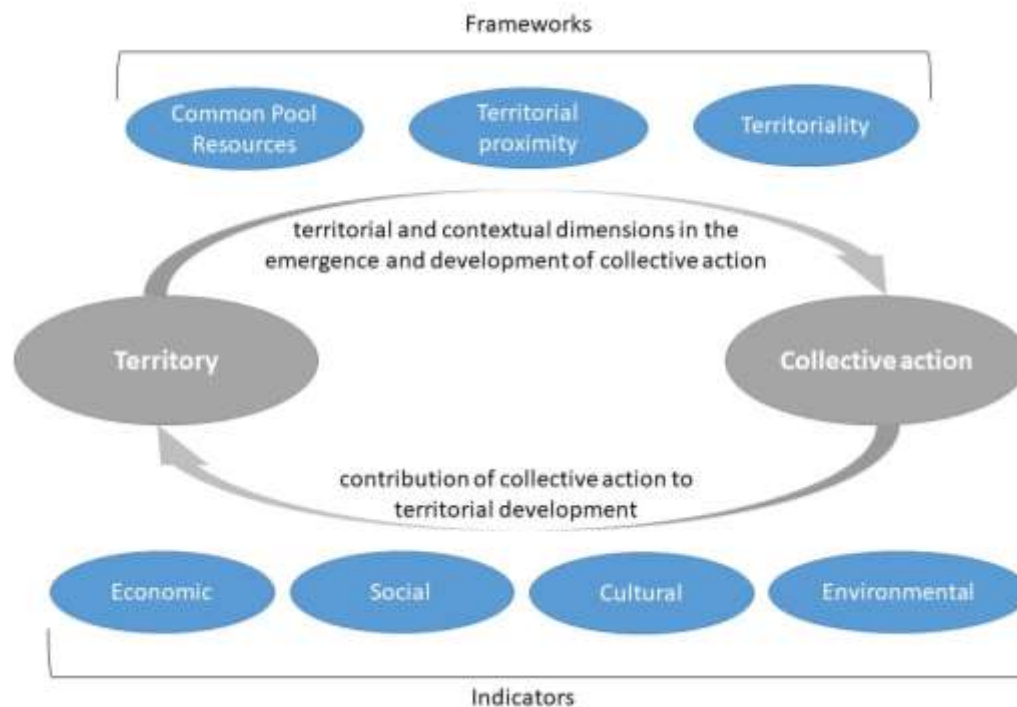 Frameworks
Common Pool
Resources
Territorial
proximity
Territoriality
territorial and contextual dimensions in the
emergence and development of collective action
Territory
Collective action
contribution of collective action to
territorial development
Economic
Social
Cultural
Environmental
Indicators